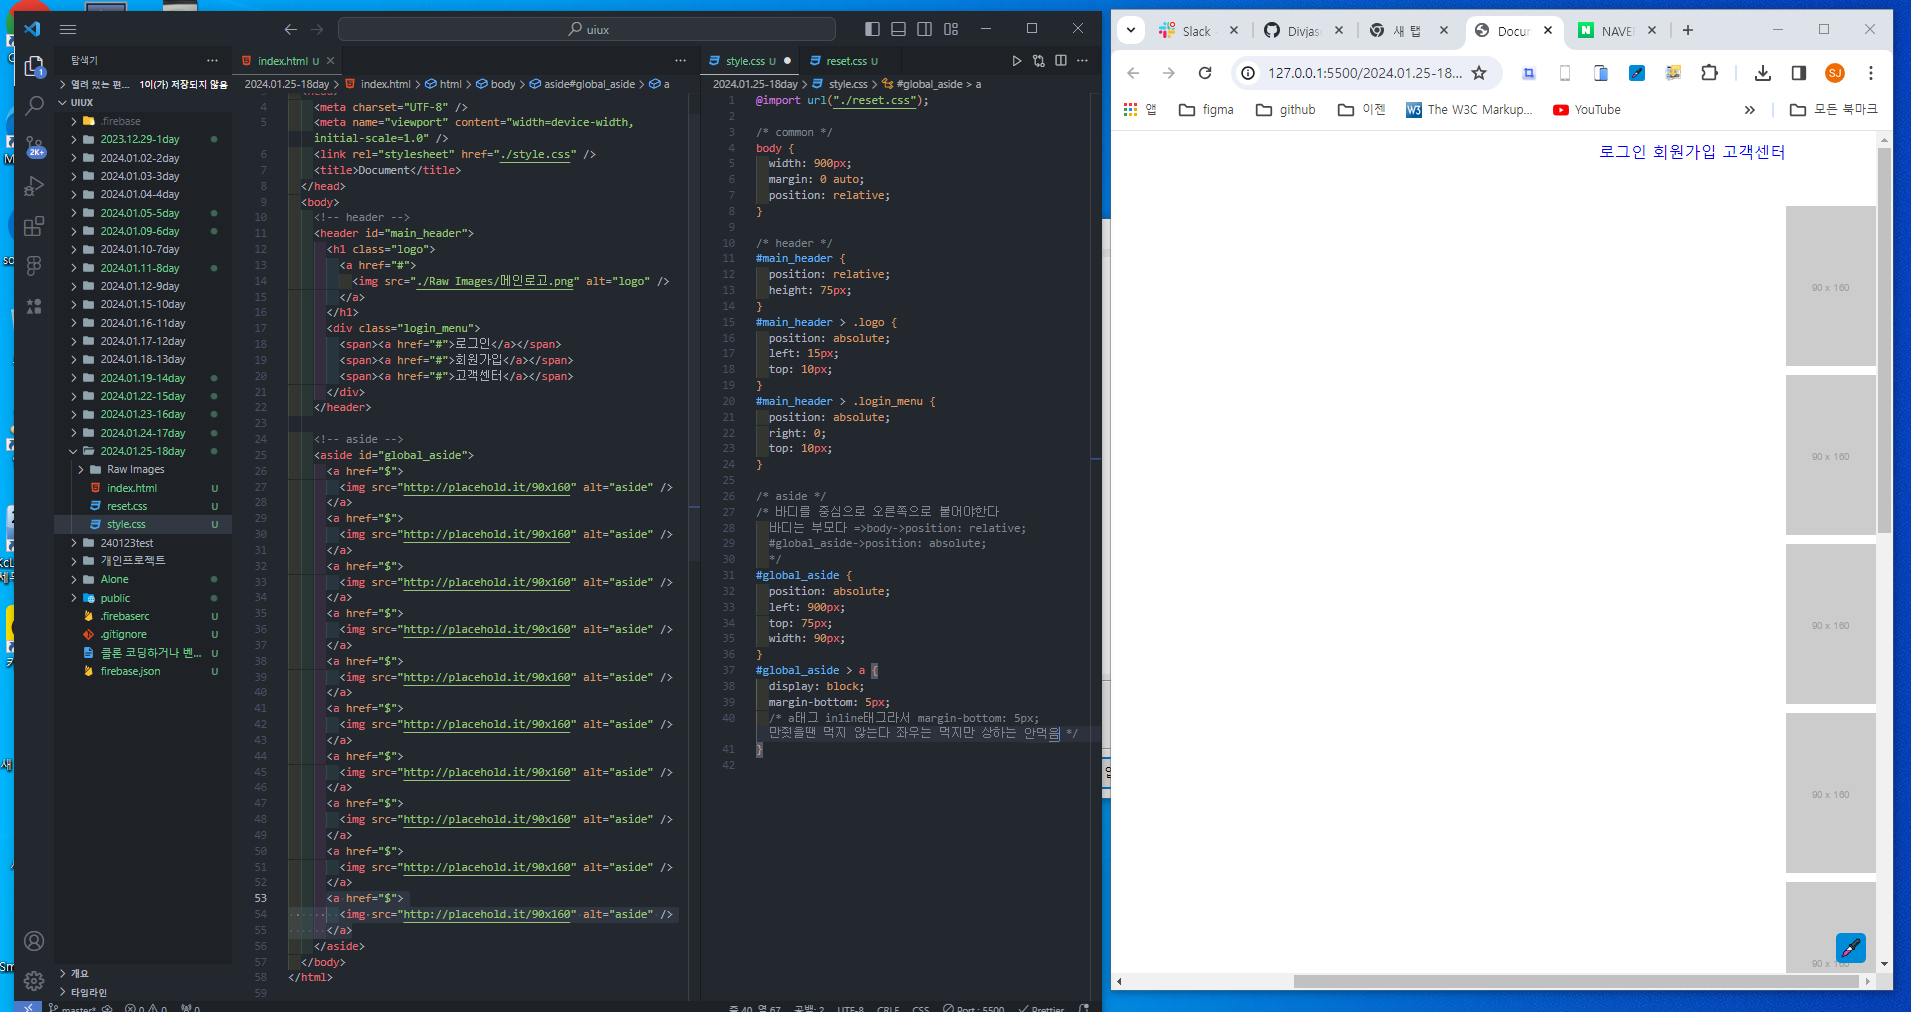 uiux
탐색기
열려 있는 편... 1이(가) 저장되지 않음
UIUX
.firebase
2023.12.29-1day
2024.01.02-2day
2024.01.03-3day
2024.01.04-4day
2024.01.05-5day
2024.01.09-6day
2024.01.10-7day
2024.01.11-8day
2024.01.12-9day
2024.01.15-10day
2024.01.16-11day
2024.01.17-12day
2024.01.18-13day
2024.01.19-14day
2024.01.22-15day
2024.01.23-16day
2024.01.24-17day
2024.01.25-18day
Raw Images
index.html U
reset.css U
style.css U
240123test
개인프로젝트
Alone
public
.firebaserc U
.gitignore U
클론 코딩하거나 벤... U
firebase.json U
개요
타임라인
1
2K+
index.html U
2024.01.25-18day > index.html > html > body > aside#global_aside > a
4 <meta charset="UTF-8" />
5 <meta name="viewport" content="width=device-width,
initial-scale=1.0" />
6 <link rel="stylesheet" href="./style.css" />
7 <title>Document</title>
8 </head>
9 <body>
10 <!-- header -->
11 <header id="main_header">
12 <h1 class="logo">
13 <a href="#">
14 <img src="./Raw Images/메인로고.png" alt="logo" />
15 </a>
16 </h1>
17 <div class="login_menu">
18 <span><a href="#">로그인</a></span>
19 <span><a href="#">회원가입</a></span>
20 <span><a href="#">고객센터</a></span>
21 </div>
22 </header>
23
24 <!-- aside -->
25 <aside id="global_aside">
26 <a href="$">
27 <img src="http://placehold.it/90x160" alt="aside" />
28 </a>
29 <a href="$">
30 <img src="http://placehold.it/90x160" alt="aside" />
31 </a>
32 <a href="$">
33 <img src="http://placehold.it/90x160" alt="aside" />
34 </a>
35 <a href="$">
36 <img src="http://placehold.it/90x160" alt="aside" />
37 </a>
38 <a href="$">
39 <img src="http://placehold.it/90x160" alt="aside" />
40 </a>
41 <a href="$">
42 <img src="http://placehold.it/90x160" alt="aside" />
43 </a>
44 <a href="$">
45 <img src="http://placehold.it/90x160" alt="aside" />
46 </a>
47 <a href="$">
48 <img src="http://placehold.it/90x160" alt="aside" />
49 </a>
50 <a href="$">
51 <img src="http://placehold.it/90x160" alt="aside" />
52 </a>
53 <a href="$">
54 <img src="http://placehold.it/90x160" alt="aside" />
55 </a>
56 </aside>
57 </body>
58 </html>
59
style.css U
reset.css U
2024.01.25-18day > style.css > #global_aside > a
1 @import url("./reset.css");
2
3 /* common */
4 body {
5 width: 900px;
6 margin: 0 auto;
7 position: relative;
8 }
9
10 /* header */
11 #main_header {
12 position: relative;
13 height: 75px;
14 }
15 #main_header > .logo {
16 position: absolute;
17 left: 15px;
18 top: 10px;
19 }
20 #main_header > .login_menu {
21 position: absolute;
22 right: 0;
23 top: 10px;
24 }
25
26 /* aside */
27 /* 바디를 중심으로 오른쪽으로 붙어야한다
28 바디는 부모다 =>body->position: relative;
29 #global_aside->position: absolute;
30 */
31 #global_aside {
32 position: absolute;
33 left: 900px;
34 top: 75px;
35 width: 90px;
36 }
37 #global_aside > a {
38 display: block;
39 margin-bottom: 5px;
40 /* a태그 inline태그라서 margin-bottom: 5px;
만줫을땐 먹지 않는다 좌우는 먹지만 상하는 안먹음 */
41 }
42
master* 0 0 0
줄 40, 열 67 공백: 2 UTF-8 CRLF CSS Port : 5500 Prettier
Slack
Divjas
새 탭
Docur
NAVE
127.0.0.1:5500/2024.01.25-18...
SJ
앱
figma
github
이젠
W3
The W3C Markup...
YouTube
모든 북마크
로그인 회원가입 고객센터
90 x 160
90 x 160
90 x 160
90 x 160
90 x 160